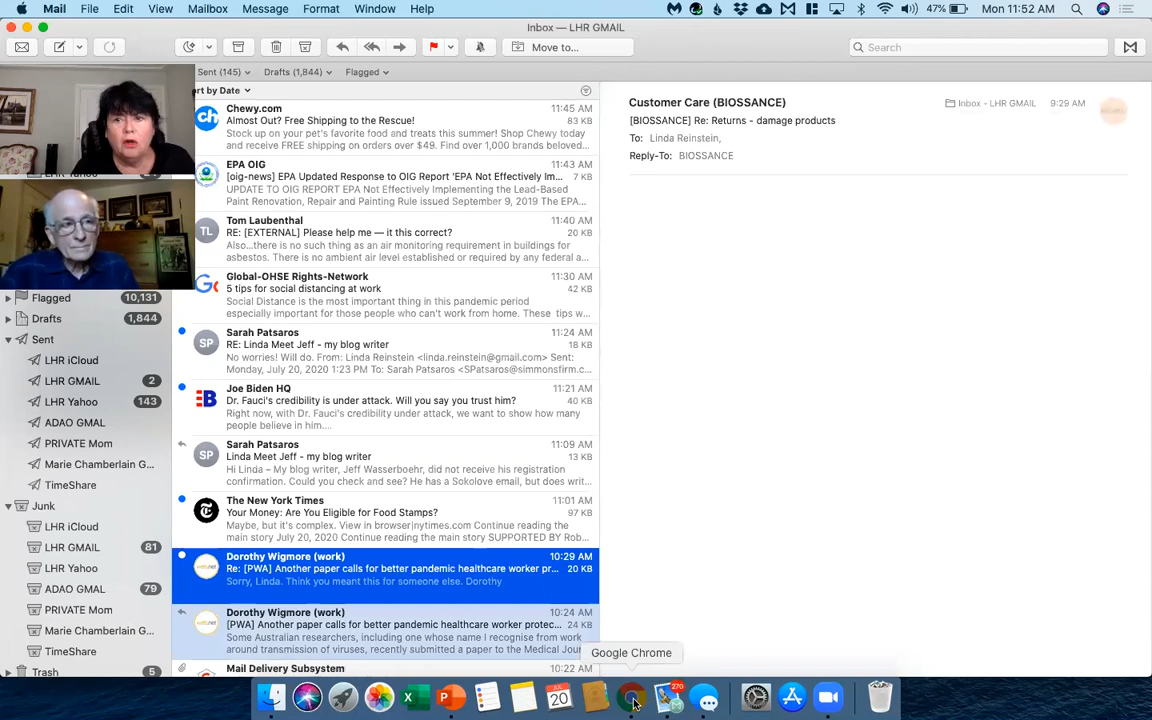 Mail File Edit View Mailbox Message Format Window Help 47% Mon 11:52 AM
Inbox — LHR GMAIL
Move to...
Search
Sent (145) Drafts (1,844) Flagged
rt by Date
Chewy.com 11:45 AM
Almost Out? Free Shipping to the Rescue! 83 KB
Stock up on your pet's favorite food and treats this summer! Shop Chewy today
and receive FREE shipping on orders over $49. Find over 1,000 brands beloved...
EPA OIG 11:43 AM
[oig-news] EPA Updated Response to OIG Report 'EPA Not Effectively Im... 7 KB
UPDATE TO OIG REPORT EPA Not Effectively Implementing the Lead-Based
Paint Renovation, Repair and Painting Rule issued September 9, 2019 The EPA...
TL
Tom Laubenthal 11:40 AM
RE: [EXTERNAL] Please help me — it this correct? 20 KB
Also...there is no such thing as an air monitoring requirement in buildings for
asbestos. There is no ambient air level established or required by any federal a...
Global-OHSE Rights-Network 11:30 AM
5 tips for social distancing at work 42 KB
Social Distance is the most important thing in this pandemic period
especially important for those people who can't work from home. These tips w...
SP
Sarah Patsaros 11:24 AM
RE: Linda Meet Jeff - my blog writer 18 KB
No worries! Will do. From: Linda Reinstein <linda.reinstein@gmail.com> Sent:
Monday, July 20, 2020 1:23 PM To: Sarah Patsaros <SPatsaros@simmonsfirm.c...
B
Joe Biden HQ 11:21 AM
Dr. Fauci's credibility is under attack. Will you say you trust him? 40 KB
Right now, with Dr. Fauci's credibility under attack, we want to show how many
people believe in him....
SP
Sarah Patsaros 11:09 AM
Linda Meet Jeff - my blog writer 13 KB
Hi Linda – My blog writer, Jeff Wasserboehr, did not receive his registration
confirmation. Could you check and see? He has a Sokolove email, but does writ...
The New York Times 11:01 AM
Your Money: Are You Eligible for Food Stamps? 97 KB
Maybe, but it's complex. View in browser|nytimes.com Continue reading the
main story July 20, 2020 Continue reading the main story SUPPORTED BY Rob...
Dorothy Wigmore (work) 10:29 AM
Re: [PWA] Another paper calls for better pandemic healthcare worker pr... 20 KB
Sorry, Linda. Think you meant this for someone else. Dorothy
Dorothy Wigmore (work) 10:24 AM
[PWA] Another paper calls for better pandemic healthcare worker protec... 24 KB
Some Australian researchers, including one whose name I recognise from work
around transmission of viruses, recently submitted a paper to the Medical Jour...
Mail Delivery Subsystem 10:22 AM
Flagged 10,131
Drafts 1,844
Sent
LHR iCloud
LHR GMAIL 2
LHR Yahoo 143
ADAO GMAL
PRIVATE Mom
Marie Chamberlain G...
TimeShare
Junk
LHR iCloud
LHR GMAIL 81
LHR Yahoo
ADAO GMAL 79
PRIVATE Mom
Marie Chamberlain G...
TimeShare
Trash 5
Customer Care (BIOSSANCE) Inbox - LHR GMAIL 9:29 AM
[BIOSSANCE] Re: Returns - damage products
To: Linda Reinstein,
Reply-To: BIOSSANCE
Google Chrome
JUL
20
270